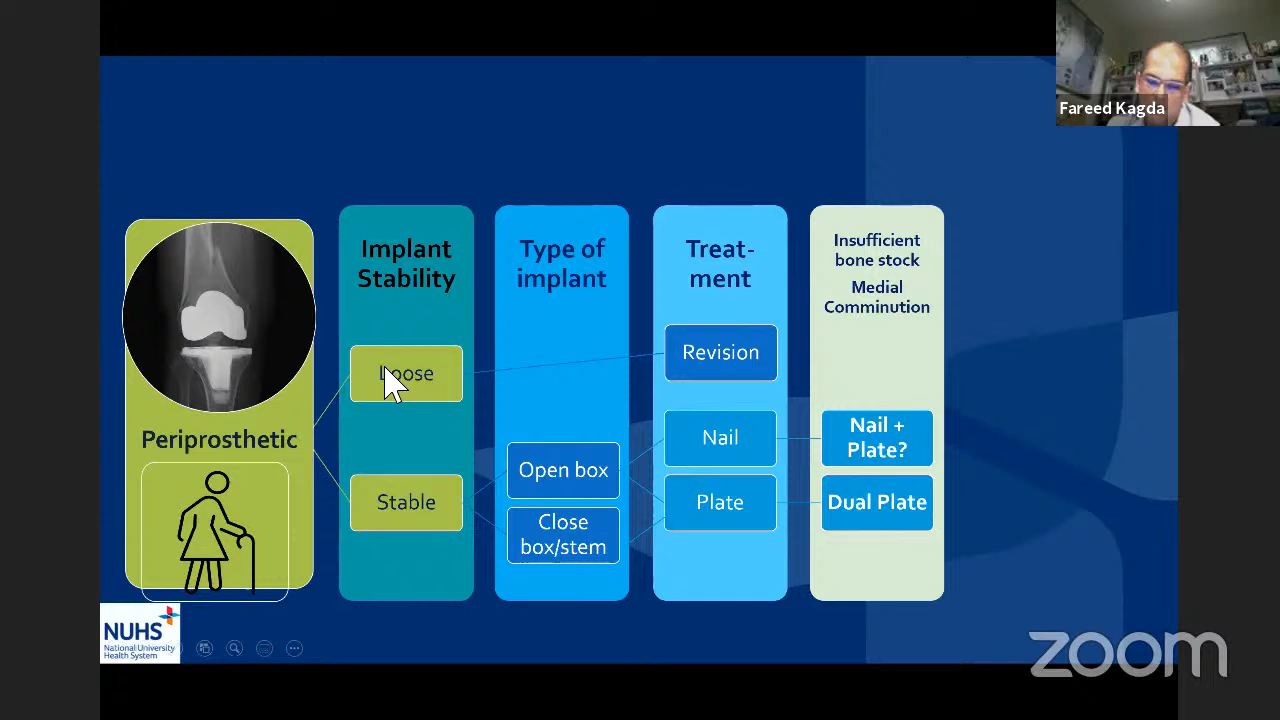 Fareed Kagda
Implant
Stability
Type of
implant
Treat-
ment
Insufficient
bone stock
Medial
Comminution
Periprosthetic
Loose
Stable
Open box
Close
box/stem
Revision
Nail
Plate
Nail +
Plate?
Dual Plate
NUHS
National University
Health System
zoom